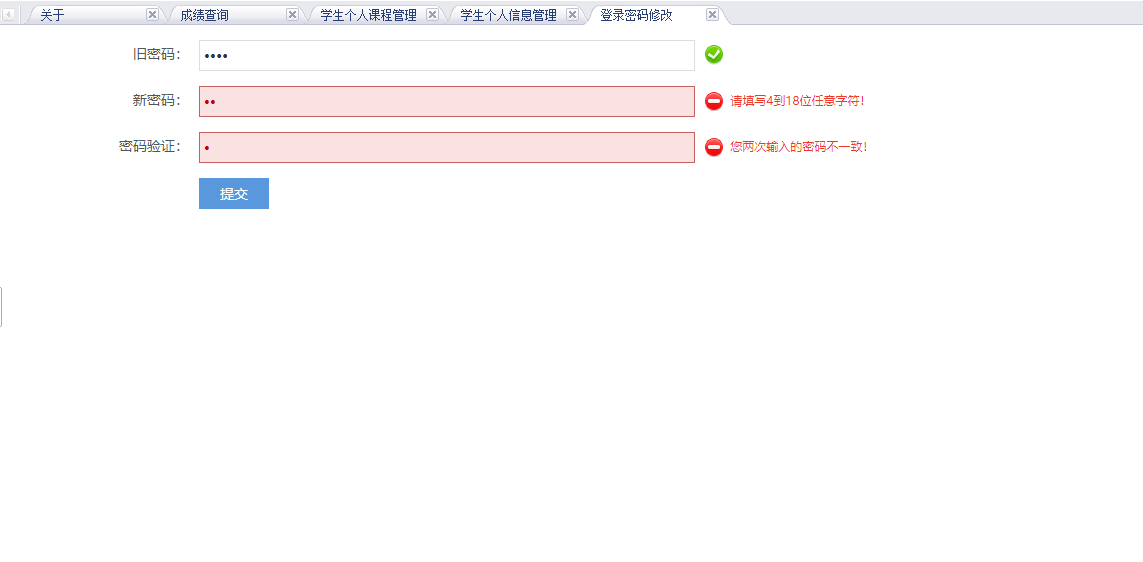 关于 成绩查询 学生个人课程管理 学生个人信息管理 登录密码修改
旧密码： ••••
新密码： •• 请填写4到18位任意字符！
密码验证： • 您两次输入的密码不一致！
提交